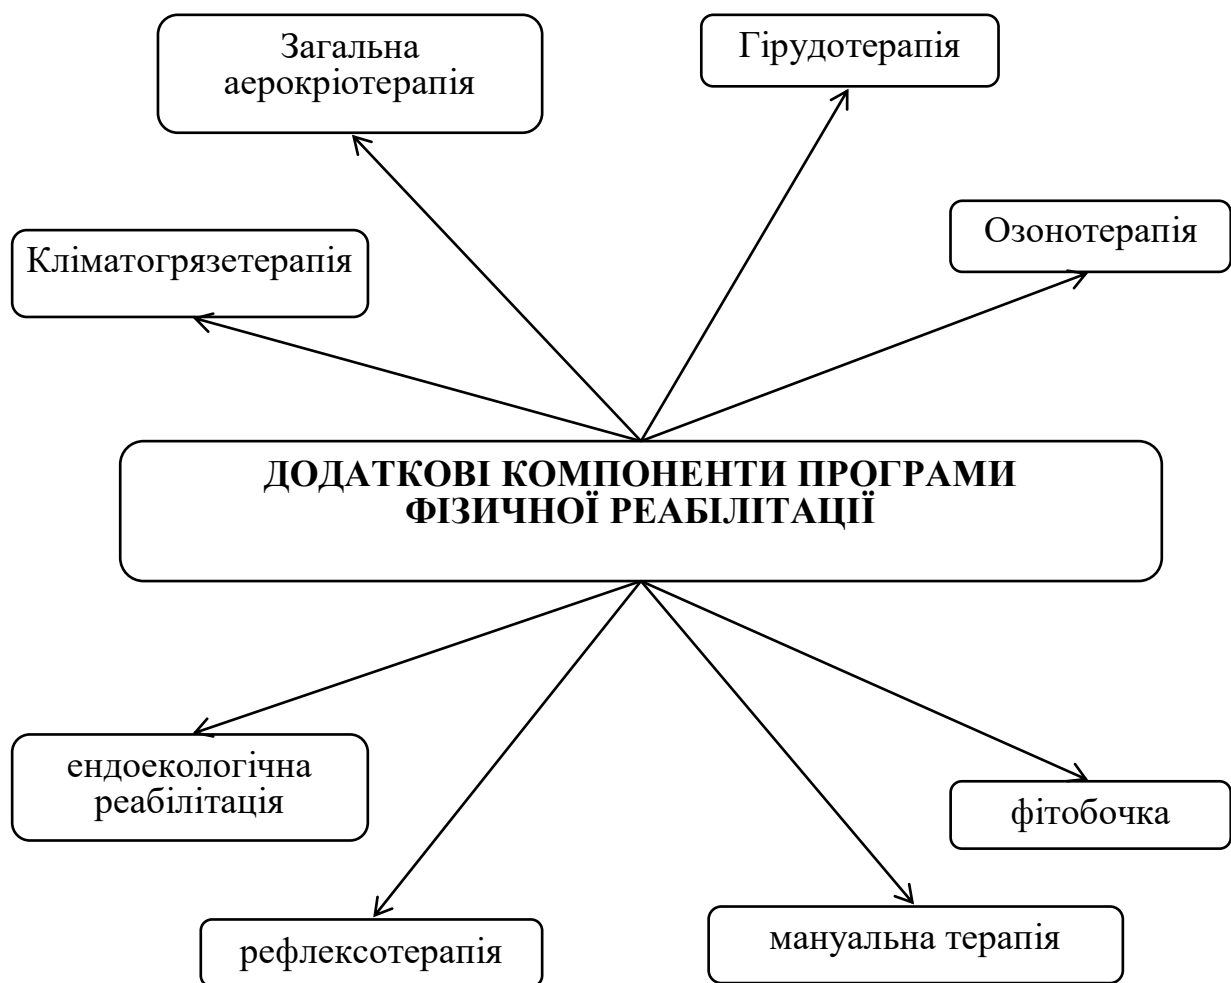 Загальна
аерокріотерапія
Гірудотерапія
Кліматогрязетерапія
Озонотерапія
ДОДАТКОВІ КОМПОНЕНТИ ПРОГРАМИ
ФІЗИЧНОЇ РЕАБІЛІТАЦІЇ
ендоекологічна
реабілітація
фітобочка
рефлексотерапія
мануальна терапія